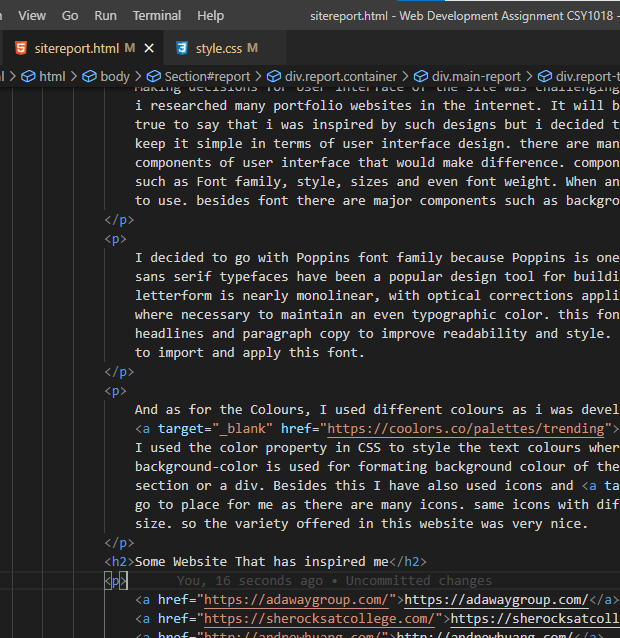 View Go Run Terminal Help sitereport.html - Web Development Assignment CSY1018 -
sitereport.html M × style.css M
html > body > Section#report > div.report.container > div.main-report > div.report-t
Making decisions for user interface of the site was challenging
i researched many portfolio websites in the internet. It will b
true to say that i was inspired by such designs but i decided t
keep it simple in terms of user interface design. there are man
components of user interface that would make difference. compon
such as Font family, style, sizes and even font weight. When an
to use. besides font there are major components such as backgro
</p>
<p>
I decided to go with Poppins font family because Poppins is one
sans serif typefaces have been a popular design tool for buildi
letterform is nearly monolinear, with optical corrections appli
where necessary to maintain an even typographic color. this fon
headlines and paragraph copy to improve readability and style.
to import and apply this font.
</p>
<p>
And as for the Colours, I used different colours as i was devel
<a target="_blank" href="https://coolors.co/palettes/trending">
I used the color property in CSS to style the text colours wher
background-color is used for formating background colour of the
section or a div. Besides this I have also used icons and <a ta
go to place for me as there are many icons. same icons with dif
size. so the variety offered in this website was very nice.
</p>
<h2>Some Website That has inspired me</h2>
<p> You, 16 seconds ago • Uncommitted changes
<a href="https://adawaygroup.com/">https://adawaygroup.com/</a>
<a href="https://sherocksatcollege.com/">https://sherocksatcoll
<a href="http://andrewhuang.com/">http://andrewhuang.com/</a>